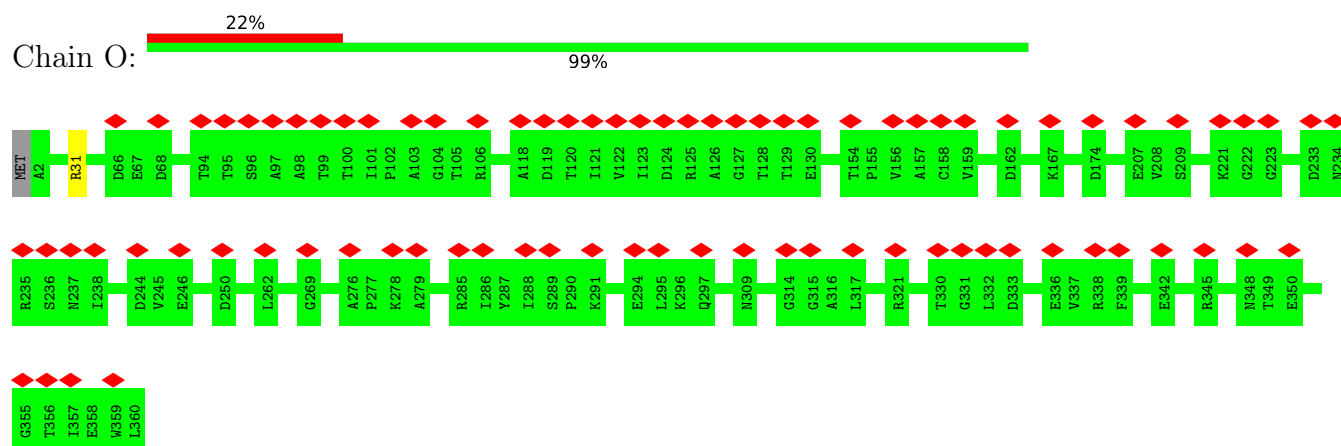 22%
Chain O:
99%
MET A2 R31 D66 E67 D68 T94 T95 S96 A97 A98 T99 T100 I101 P102 A103 G104 T105 R106 A118 D119 T120 I121 V122 I123 D124 R125 A126 G127 T128 T129 E130 T154 P155 V156 A157 C158 V159 D162 K167 D174 E207 V208 S209 K221 G222 G223 D233 N234
R235 S236 N237 I238 D244 V245 E246 D250 L262 G269 A276 P277 K278 A279 R285 I286 Y287 I288 S289 P290 K291 E294 L295 K296 Q297 N309 G314 G315 A316 L317 R321 T330 G331 L332 D333 E336 V337 R338 F339 E342 R345 N348 T349 E350
G355 T356 I357 E358 W359 L360